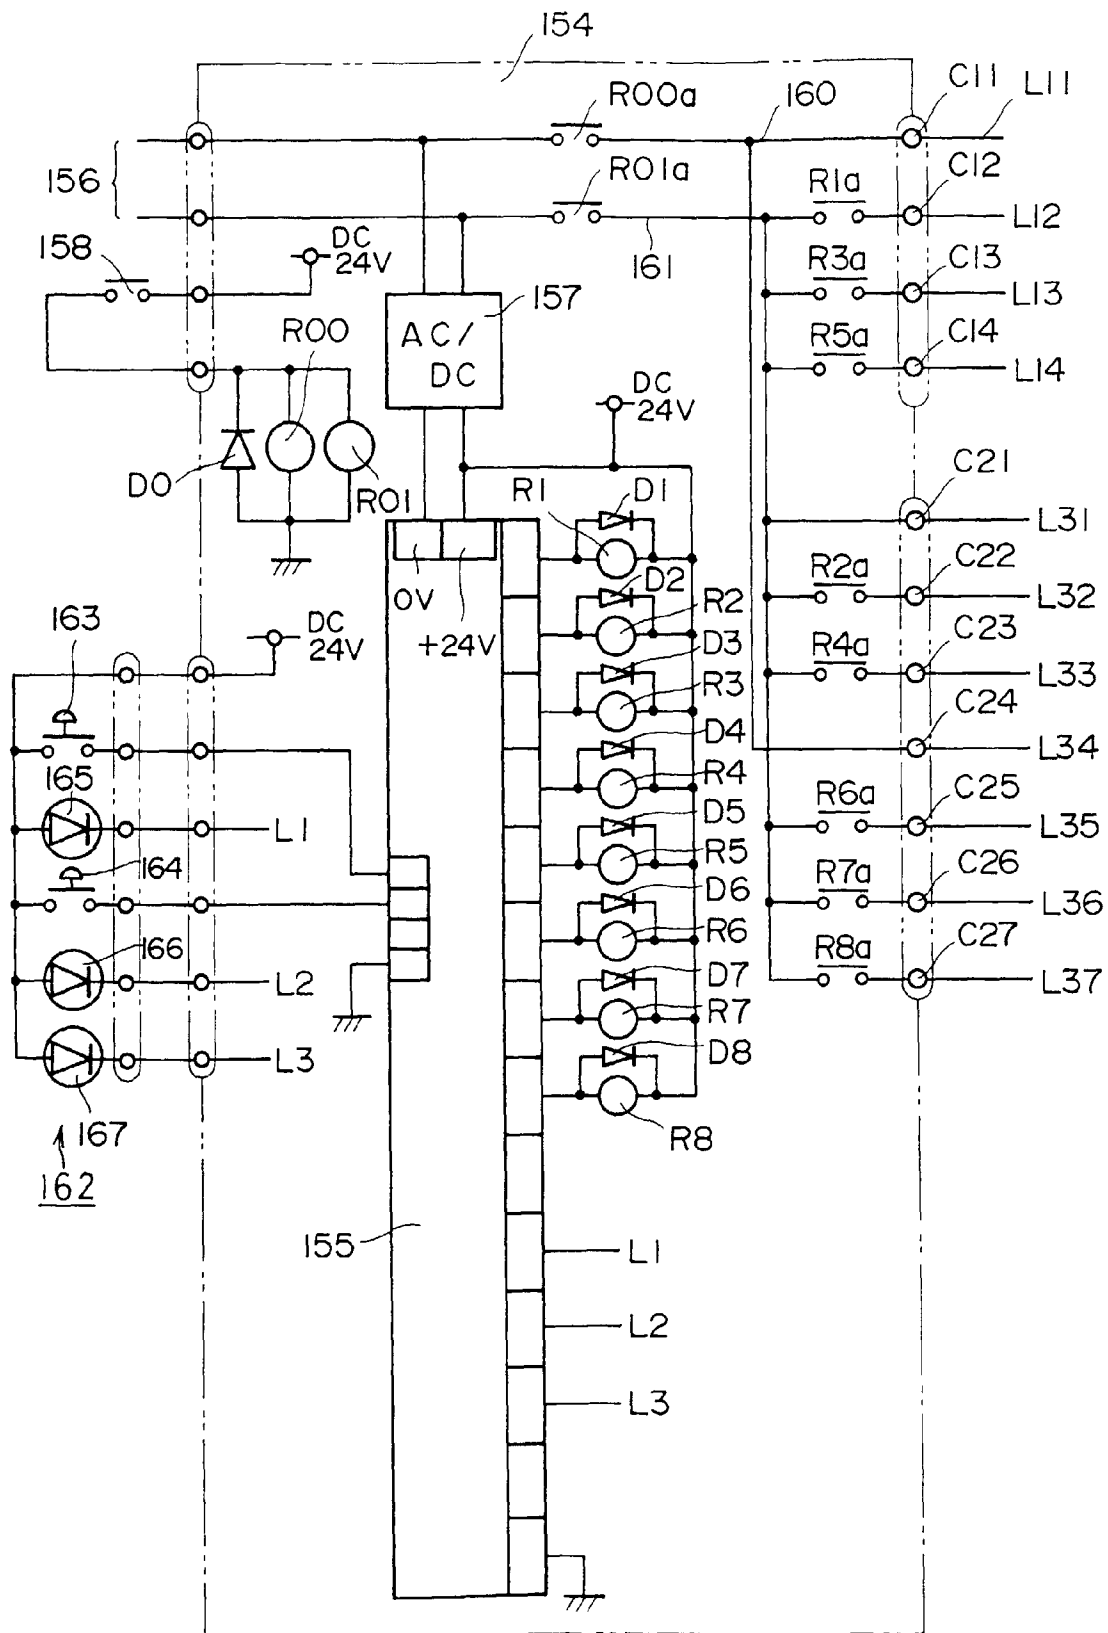 154
R00a
160
C11
L11
156
R01a
R1a
C12
L12
158
DC
24V
161
R3a
C13
L13
157
R00
AC/
DC
R5a
C14
L14
DC
24V
D0
R01
R1
D1
C21
L31
0V
+24V
D2
R2
R2a
C22
L32
163
DC
24V
D3
R3
R4a
C23
L33
D4
C24
L34
165
R4
L1
D5
R6a
C25
L35
164
R5
D6
R7a
C26
L36
166
R6
L2
D7
R8a
C27
L37
R7
L3
D8
167
R8
162
155
L1
L2
L3